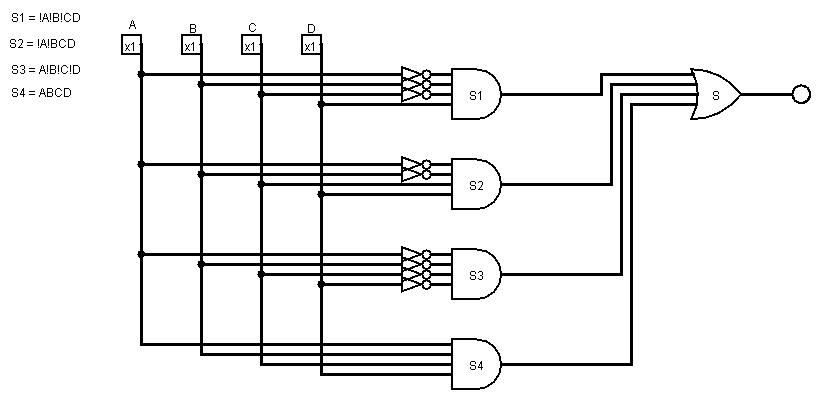 S1 = !A!B!CD
S2 = !A!BCD
S3 = A!B!C!D
S4 = ABCD
A B C D
x1 x1 x1 x1
S1 S
S2
S3
S4